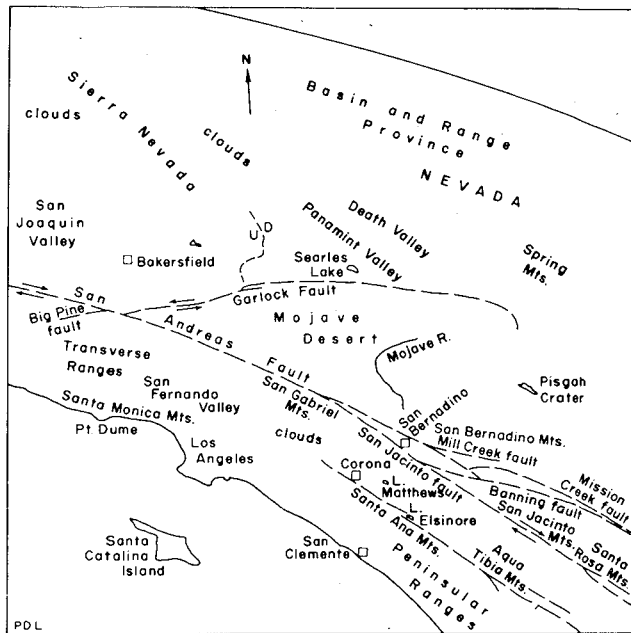 N
Sierra Nevada
clouds
clouds
Basin and Range
Province
NEVADA
San
Joaquin
Valley
U D
Death Valley
Panamint Valley
Spring
Mts.
Bakersfield
Searles
Lake
San
Andreas
Fault
Garlock Fault
Big Pine
fault
Mojave
Desert
Transverse
Ranges
Mojave R.
San
Fernando
Valley
San Gabriel
Mts.
Pisgah
Crater
Santa Monica Mts.
Pt. Dume
San
Bernadino
San Bernadino Mts.
Mill Creek fault
Los
Angeles
clouds
San Jacinto fault
Mission
Creek fault
Corona
L.
Matthews
Banning fault
L.
Elsinore
San Jacinto
Mts.
Santa
Rosa Mts.
Santa Ana Mts.
Santa
Catalina
Island
San
Clemente
Aqua
Tibia Mts.
Peninsular
Ranges
PDL